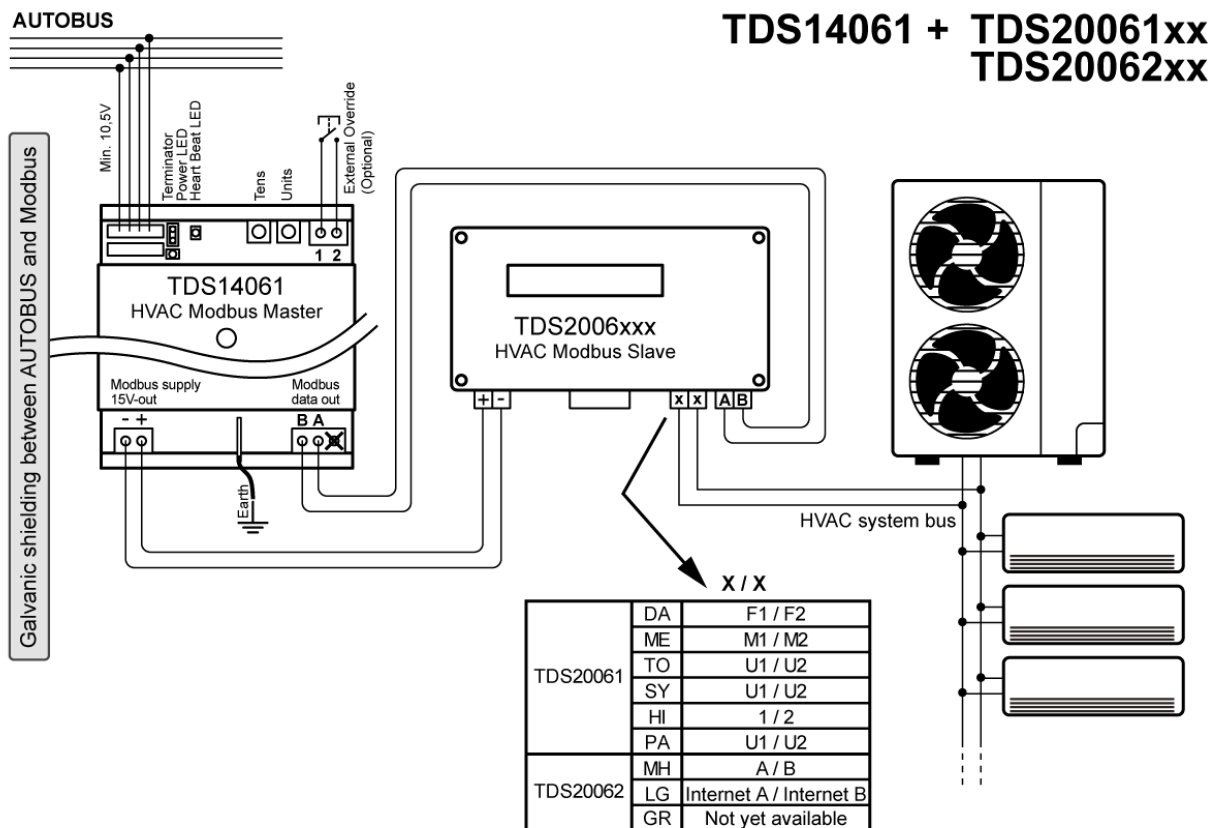 AUTOBUS
TDS14061 + TDS20061xx
TDS20062xx
Galvanic shielding between AUTOBUS and Modbus
Min. 10,5V
Terminator
Power LED
Heart Beat LED
Tens
Units
External Override
(Optional)
1 2
TDS14061
HVAC Modbus Master
Modbus supply
15V-out
Modbus
data out
- +
B A
Earth
TDS2006xxx
HVAC Modbus Slave
+ -
x x
A B
HVAC system bus
X / X
TDS20061
DA F1 / F2
ME M1 / M2
TO U1 / U2
SY U1 / U2
HI 1 / 2
PA U1 / U2
TDS20062
MH A / B
LG Internet A / Internet B
GR Not yet available